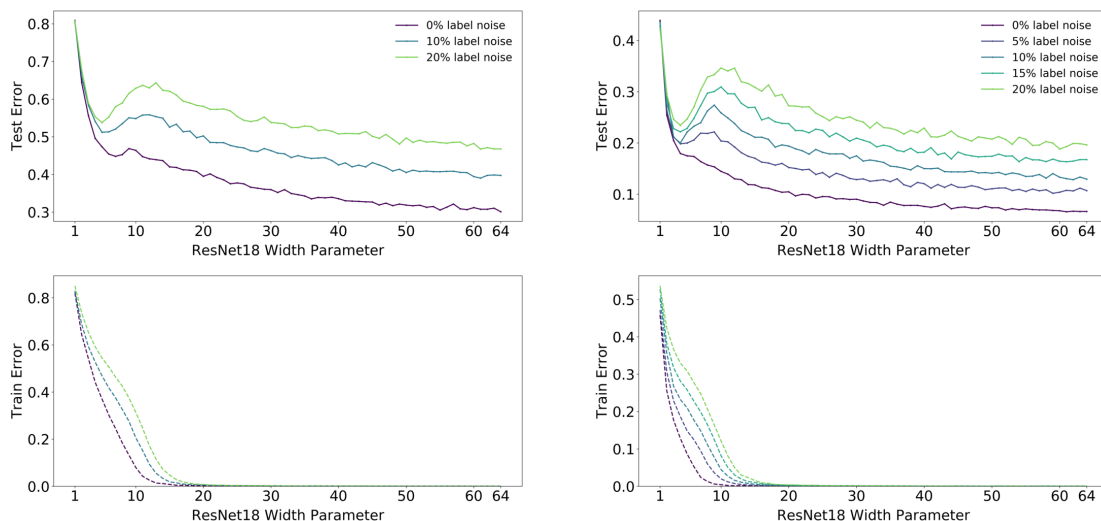 0.8
0.7
0.6
0.5
0.4
0.3
Test Error
0% label noise
10% label noise
20% label noise
1 10 20 30 40 50 60 64
ResNet18 Width Parameter
0.4
0.3
0.2
0.1
Test Error
0% label noise
5% label noise
10% label noise
15% label noise
20% label noise
1 10 20 30 40 50 60 64
ResNet18 Width Parameter
0.8
0.6
0.4
0.2
0.0
Train Error
1 10 20 30 40 50 60 64
ResNet18 Width Parameter
0.5
0.4
0.3
0.2
0.1
0.0
Train Error
1 10 20 30 40 50 60 64
ResNet18 Width Parameter